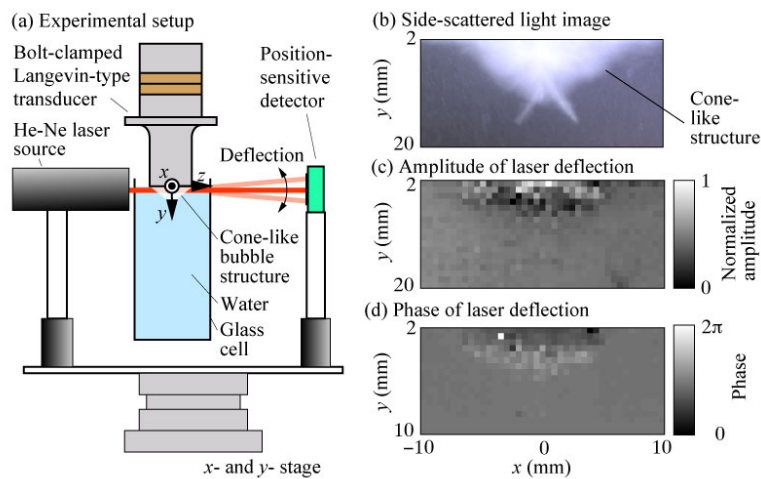 (a) Experimental setup
Bolt-clamped
Langevin-type
transducer
Position-
sensitive
detector
He-Ne laser
source
Deflection
x
z
y
Cone-like
bubble
structure
Water
Glass
cell
x- and y- stage
(b) Side-scattered light image
2
y (mm)
20
Cone-
like
structure
(c) Amplitude of laser deflection
2
y (mm)
20
1
0
Normalized
amplitude
(d) Phase of laser deflection
2
y (mm)
10
−10
0
10
x (mm)
2π
0
Phase